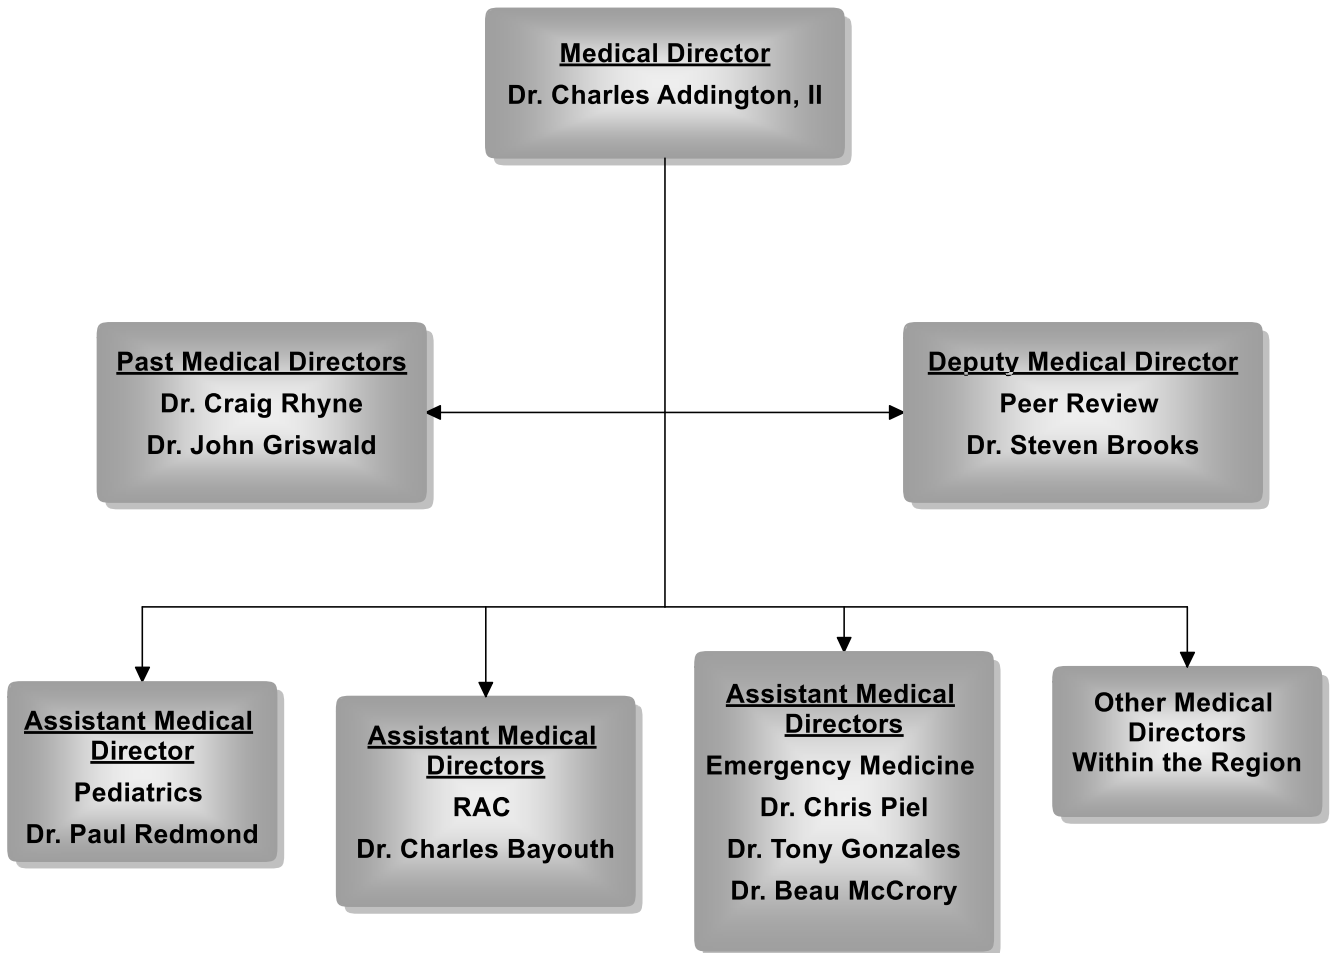 Medical Director
Dr. Charles Addington, II
Past Medical Directors
Dr. Craig Rhyne
Dr. John Griswald
Deputy Medical Director
Peer Review
Dr. Steven Brooks
Assistant Medical
Director
Pediatrics
Dr. Paul Redmond
Assistant Medical
Directors
RAC
Dr. Charles Bayouth
Assistant Medical
Directors
Emergency Medicine
Dr. Chris Piel
Dr. Tony Gonzales
Dr. Beau McCrory
Other Medical
Directors
Within the Region